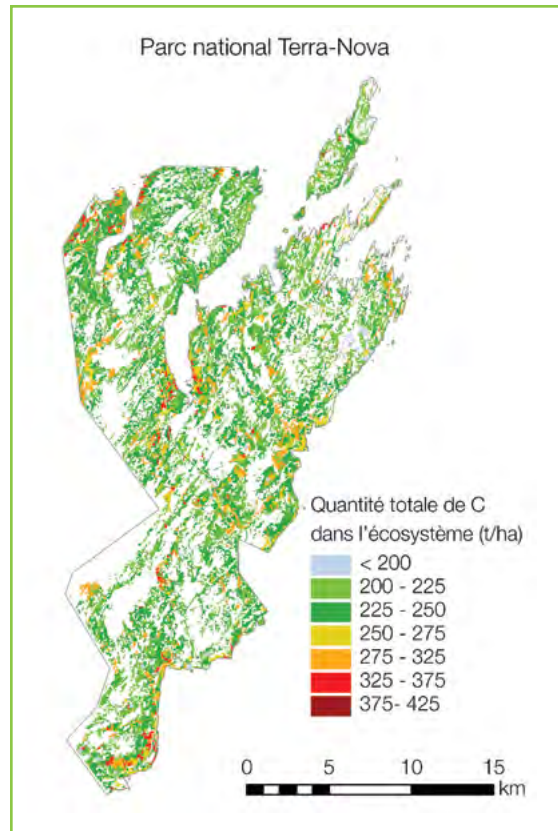 Parc national Terra-Nova
Quantité totale de C
dans l'écosystème (t/ha)
< 200
200 - 225
225 - 250
250 - 275
275 - 325
325 - 375
375- 425
0 5 10 15
km